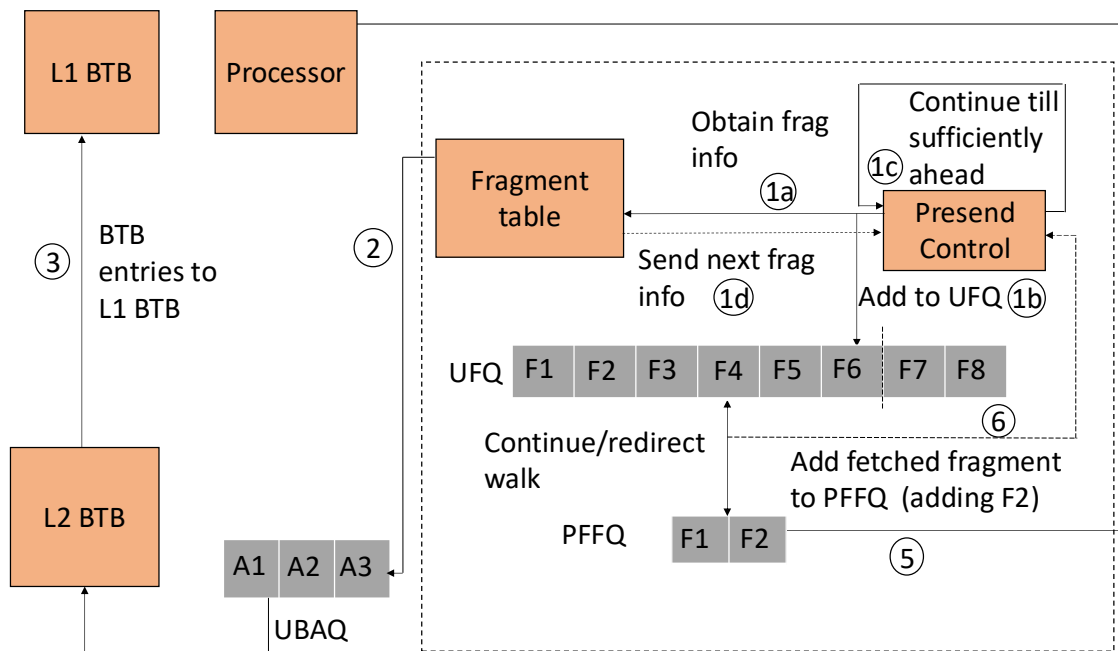 L1 BTB
Processor
Obtain frag
info
1a
Continue till
sufficiently
ahead
1c
Fragment
table
Presend
Control
3
BTB
entries to
L1 BTB
2
Send next frag
info
1d
Add to UFQ
1b
UFQ
F1
F2
F3
F4
F5
F6
F7
F8
6
Continue/redirect
walk
Add fetched fragment
to PFFQ (adding F2)
L2 BTB
PFFQ
F1
F2
5
A1
A2
A3
UBAQ